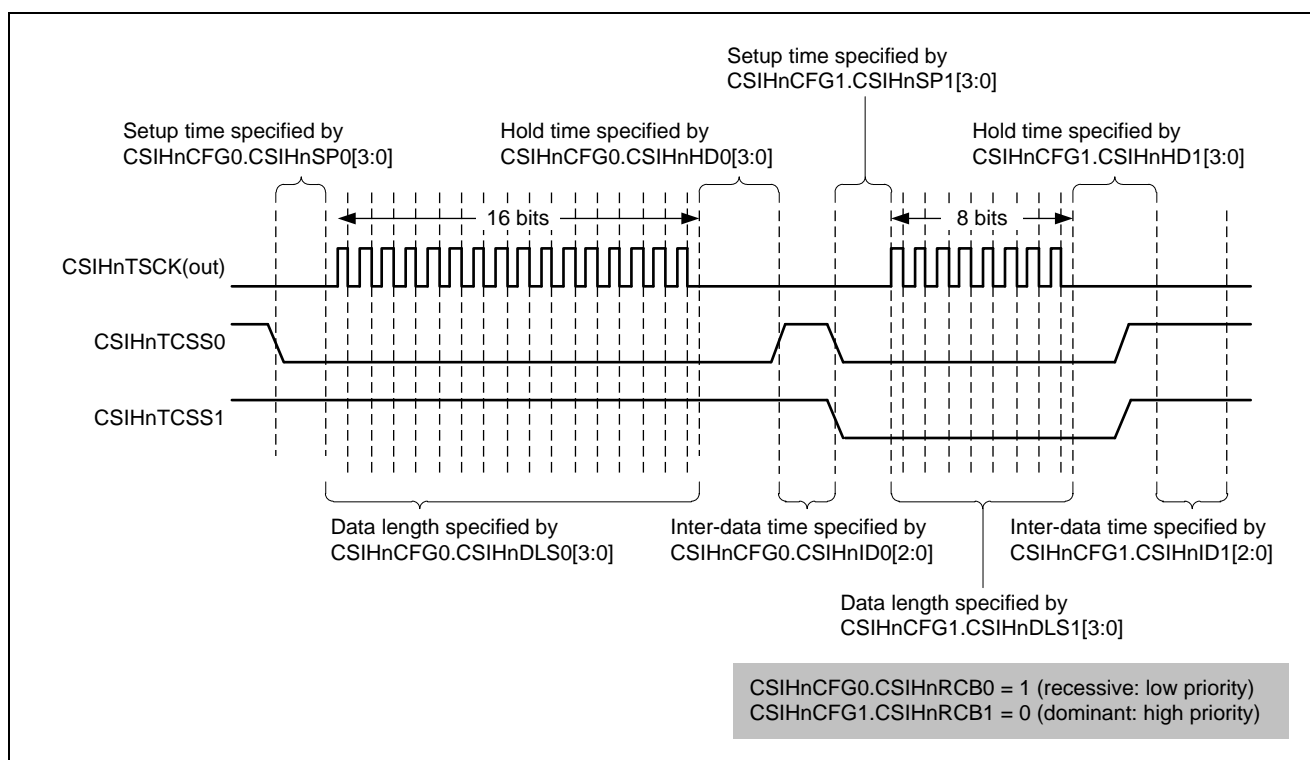 Setup time specified by
CSIHnCFG1.CSIHnSP1[3:0]
Setup time specified by
CSIHnCFG0.CSIHnSP0[3:0]
Hold time specified by
CSIHnCFG0.CSIHnHD0[3:0]
Hold time specified by
CSIHnCFG1.CSIHnHD1[3:0]
16 bits
8 bits
CSIHnTSCK(out)
CSIHnTCSS0
CSIHnTCSS1
Data length specified by
CSIHnCFG0.CSIHnDLS0[3:0]
Inter-data time specified by
CSIHnCFG0.CSIHnID0[2:0]
Inter-data time specified by
CSIHnCFG1.CSIHnID1[2:0]
Data length specified by
CSIHnCFG1.CSIHnDLS1[3:0]
CSIHnCFG0.CSIHnRCB0 = 1 (recessive: low priority)
CSIHnCFG1.CSIHnRCB1 = 0 (dominant: high priority)